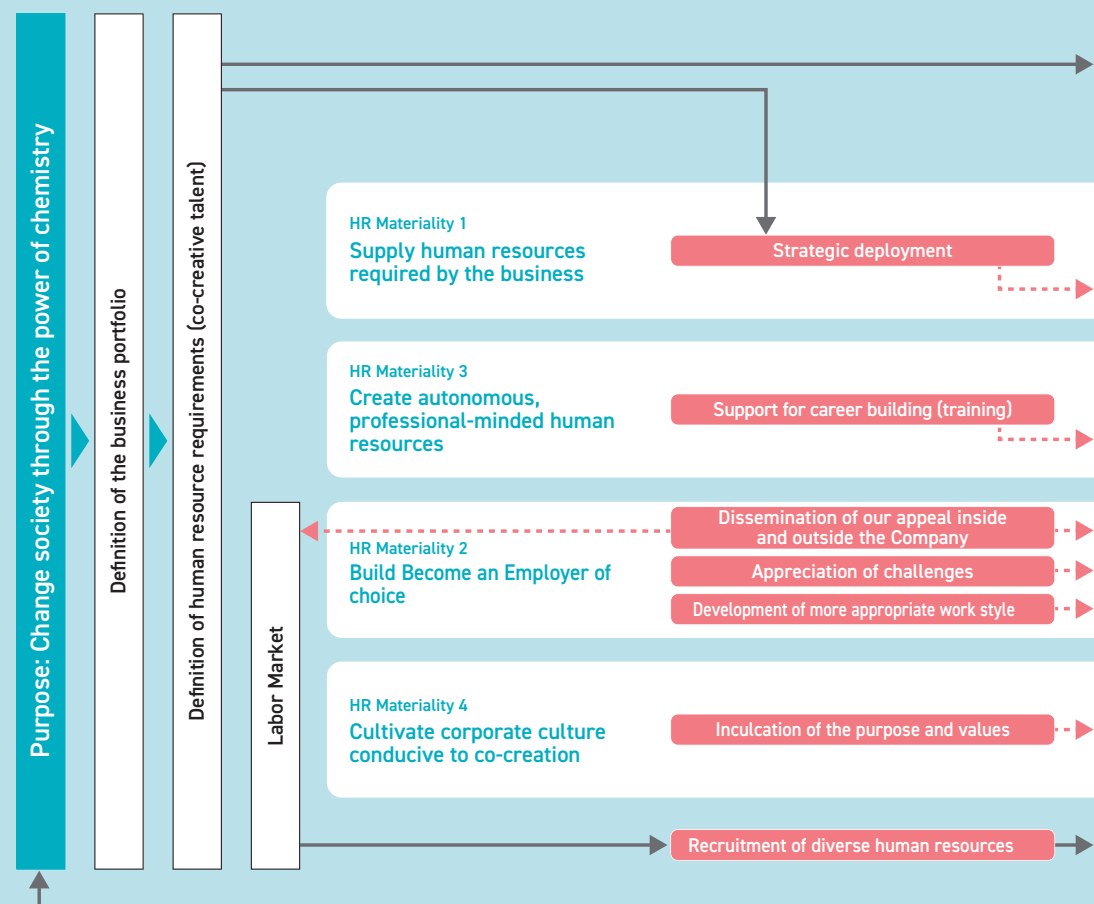 Purpose: Change society through the power of chemistry
Definition of the business portfolio
Definition of human resource requirements (co-creative talent)
Labor Market
HR Materiality 1
Supply human resources
required by the business
Strategic deployment
HR Materiality 3
Create autonomous,
professional-minded human
resources
Support for career building (training)
HR Materiality 2
Build Become an Employer of
choice
Dissemination of our appeal inside
and outside the Company
Appreciation of challenges
Development of more appropriate work style
HR Materiality 4
Cultivate corporate culture
conducive to co-creation
Inculcation of the purpose and values
Recruitment of diverse human resources